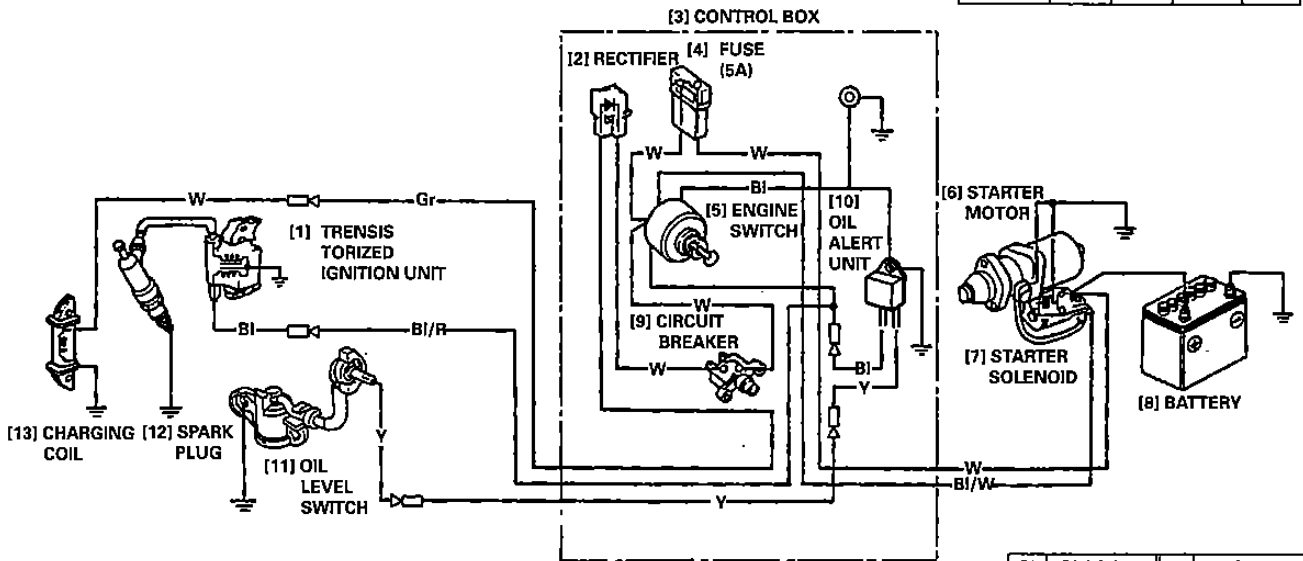 [3] CONTROL BOX
[2] RECTIFIER
[4] FUSE
(5A)
W
W
Bl
W
Gr
[1] TRENSIS
TORIZED
IGNITION UNIT
[5] ENGINE
SWITCH
[10]
OIL
ALERT
UNIT
[6] STARTER
MOTOR
W
[9] CIRCUIT
BREAKER
Bl
Bl/R
W
Bl
Y
[7] STARTER
SOLENOID
[8] BATTERY
[13] CHARGING
COIL
[12] SPARK
PLUG
Y
[11] OIL
LEVEL
SWITCH
W
Bl/W
Y